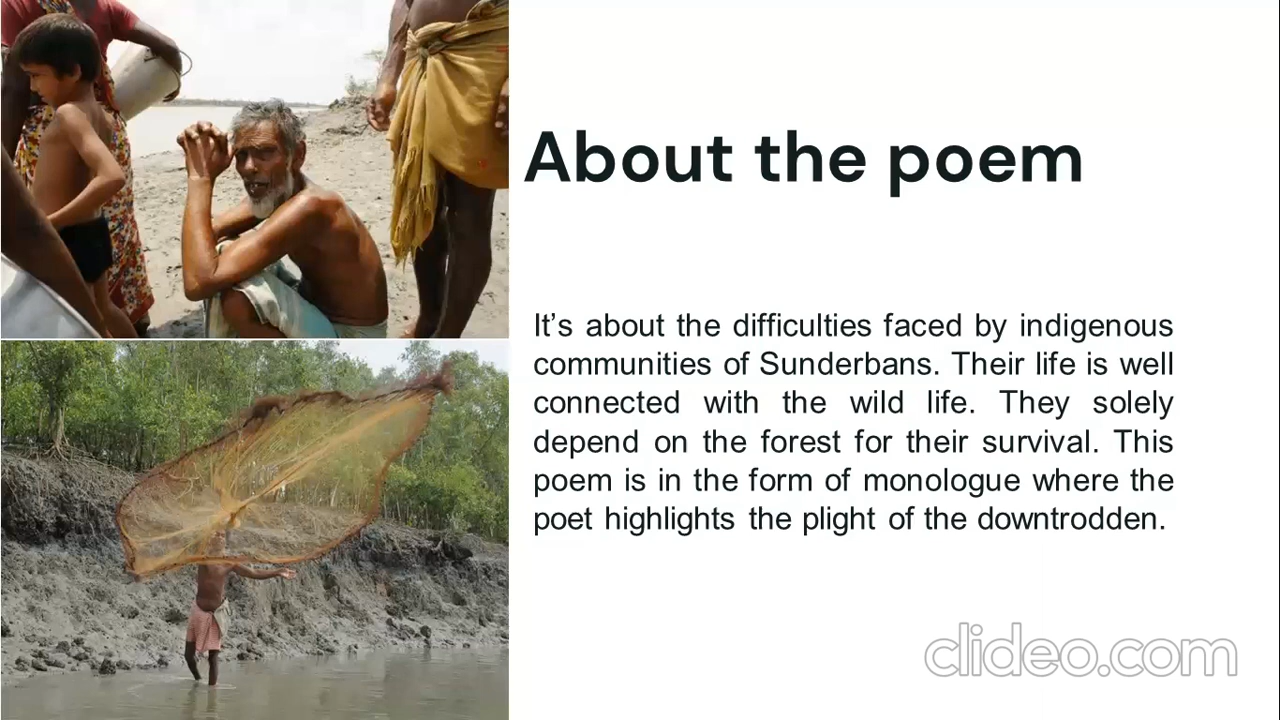 About the poem
It’s about the difficulties faced by indigenous
communities of Sunderbans. Their life is well
connected with the wild life. They solely
depend on the forest for their survival. This
poem is in the form of monologue where the
poet highlights the plight of the downtrodden.
clideo.com